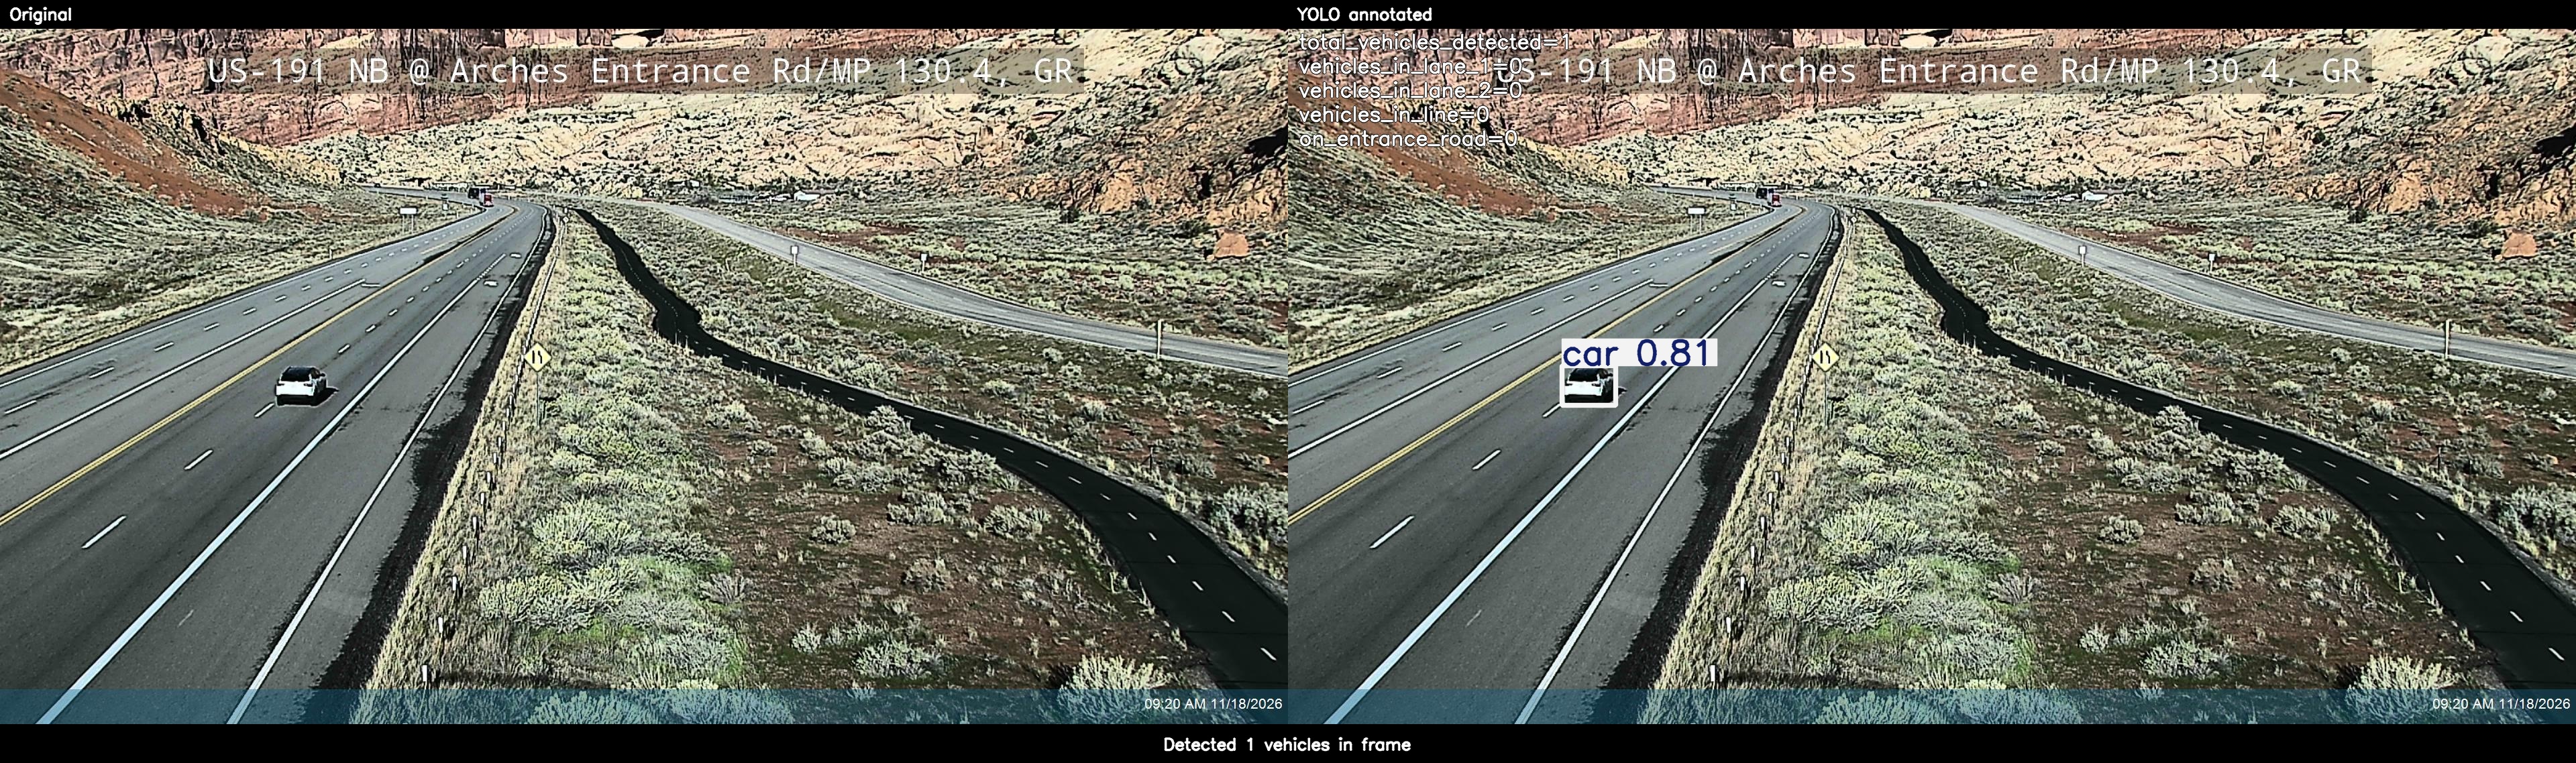 Original
YOLO annotated
US-191 NB @ Arches Entrance Rd/MP 130.4, GR
total_vehicles_detected=1
vehicles_in_lane_1=0
US-191 NB @ Arches Entrance Rd/MP 130.4, GR
vehicles_in_lane_2=0
vehicles_in_line=0
on_entrance_road=0
car 0.81
09:20 AM 11/18/2026
09:20 AM 11/18/2026
Detected 1 vehicles in frame